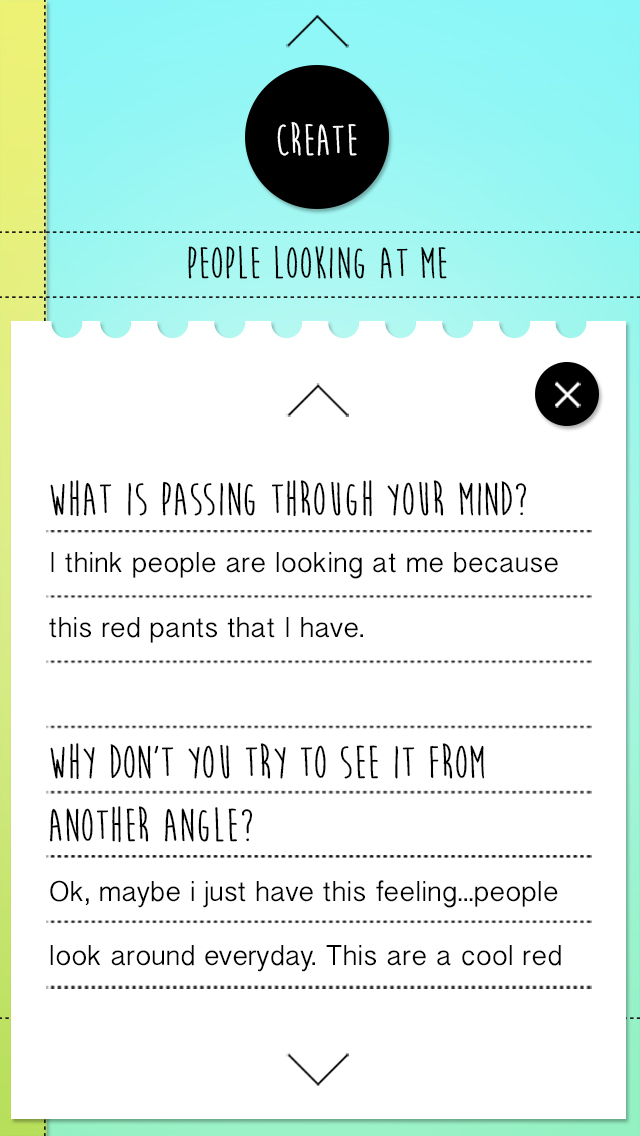 CREATE
PEOPLE LOOKING AT ME
WHAT IS PASSING THROUGH YOUR MIND?
I think people are looking at me because
this red pants that I have.
WHY DON'T YOU TRY TO SEE IT FROM
ANOTHER ANGLE?
Ok, maybe i just have this feeling...people
look around everyday. This are a cool red